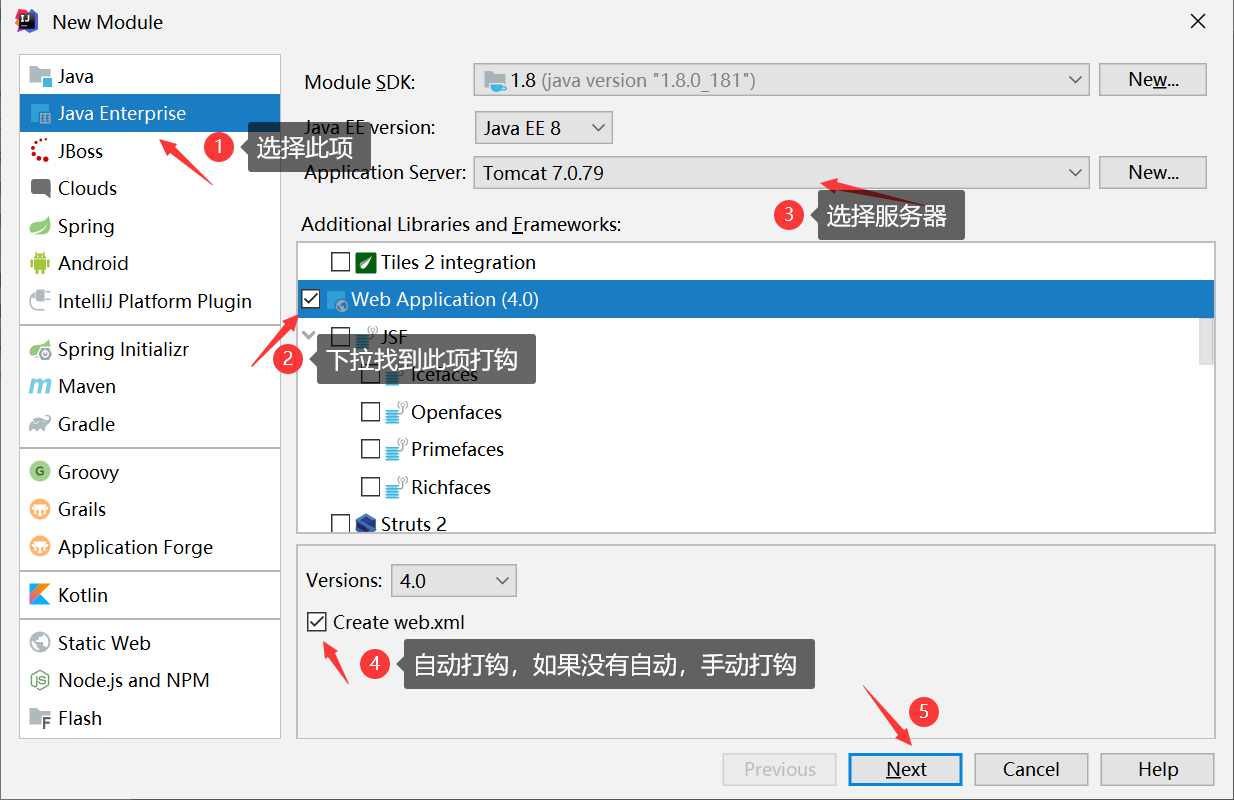 New Module
Java
Java Enterprise
1 选择此项
JBoss
Clouds
Spring
Android
IntelliJ Platform Plugin
Spring Initializr
Maven
Gradle
Groovy
Grails
Application Forge
Kotlin
Static Web
Node.js and NPM
Flash
Module SDK: 1.8 (java version "1.8.0_181") New...
Java EE version: Java EE 8
Application Server: Tomcat 7.0.79 New...
3 选择服务器
Additional Libraries and Frameworks:
Tiles 2 integration
Web Application (4.0)
JSF
2 下拉找到此项打钩
Icefaces
Openfaces
Primefaces
Richfaces
Struts 2
Versions: 4.0
Create web.xml
4 自动打钩，如果没有自动，手动打钩
5
Previous Next Cancel Help